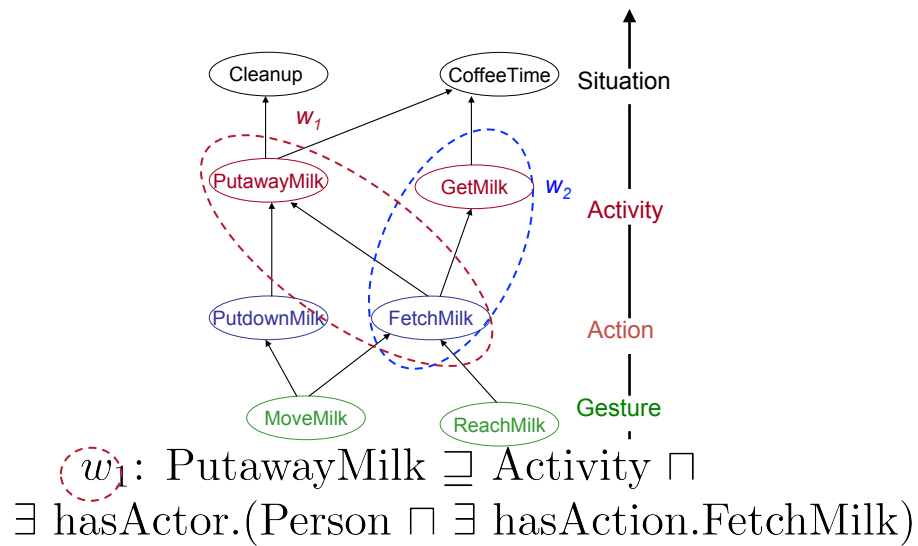 Cleanup
CoffeeTime
Situation
w₁
PutawayMilk
GetMilk
w₂
Activity
PutdownMilk
FetchMilk
Action
MoveMilk
ReachMilk
Gesture
w₁: PutawayMilk ⊒ Activity ⊓
∃ hasActor.(Person ⊓ ∃ hasAction.FetchMilk)